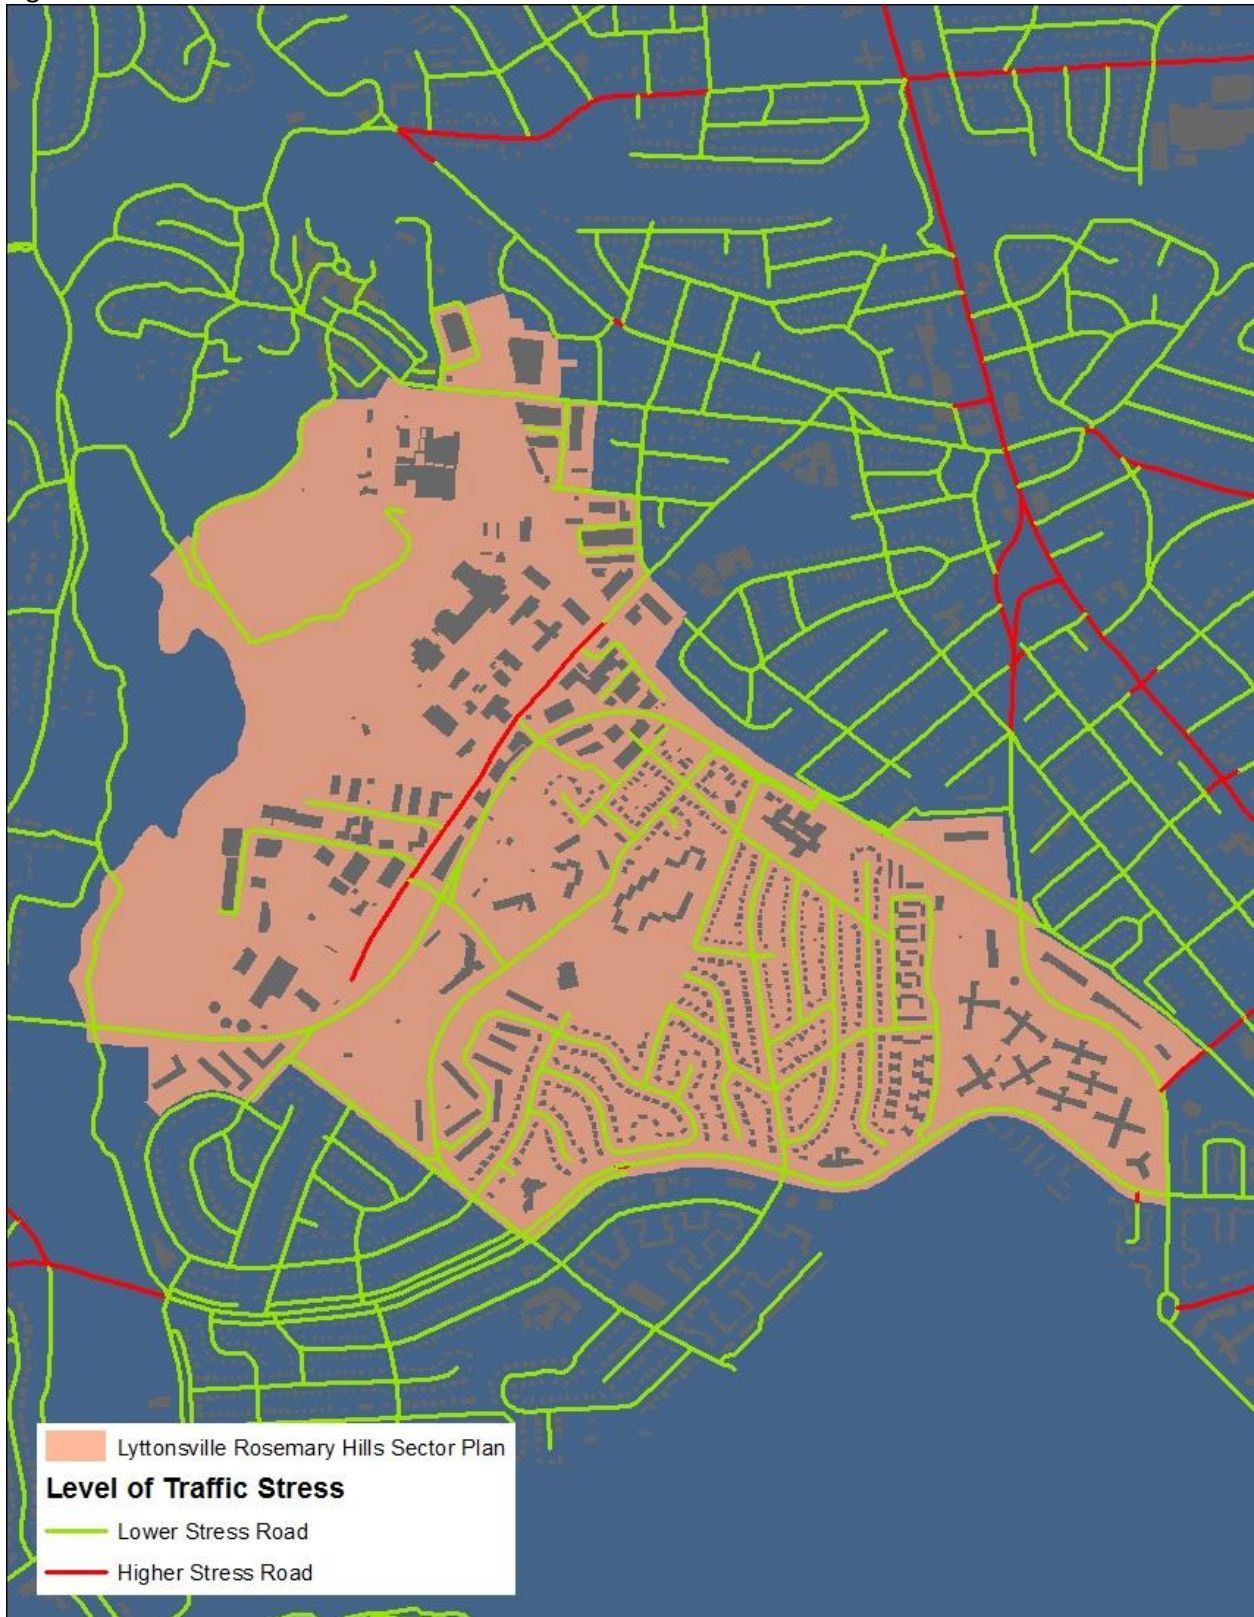 Lyttonsville Rosemary Hills Sector Plan
Level of Traffic Stress
Lower Stress Road
Higher Stress Road